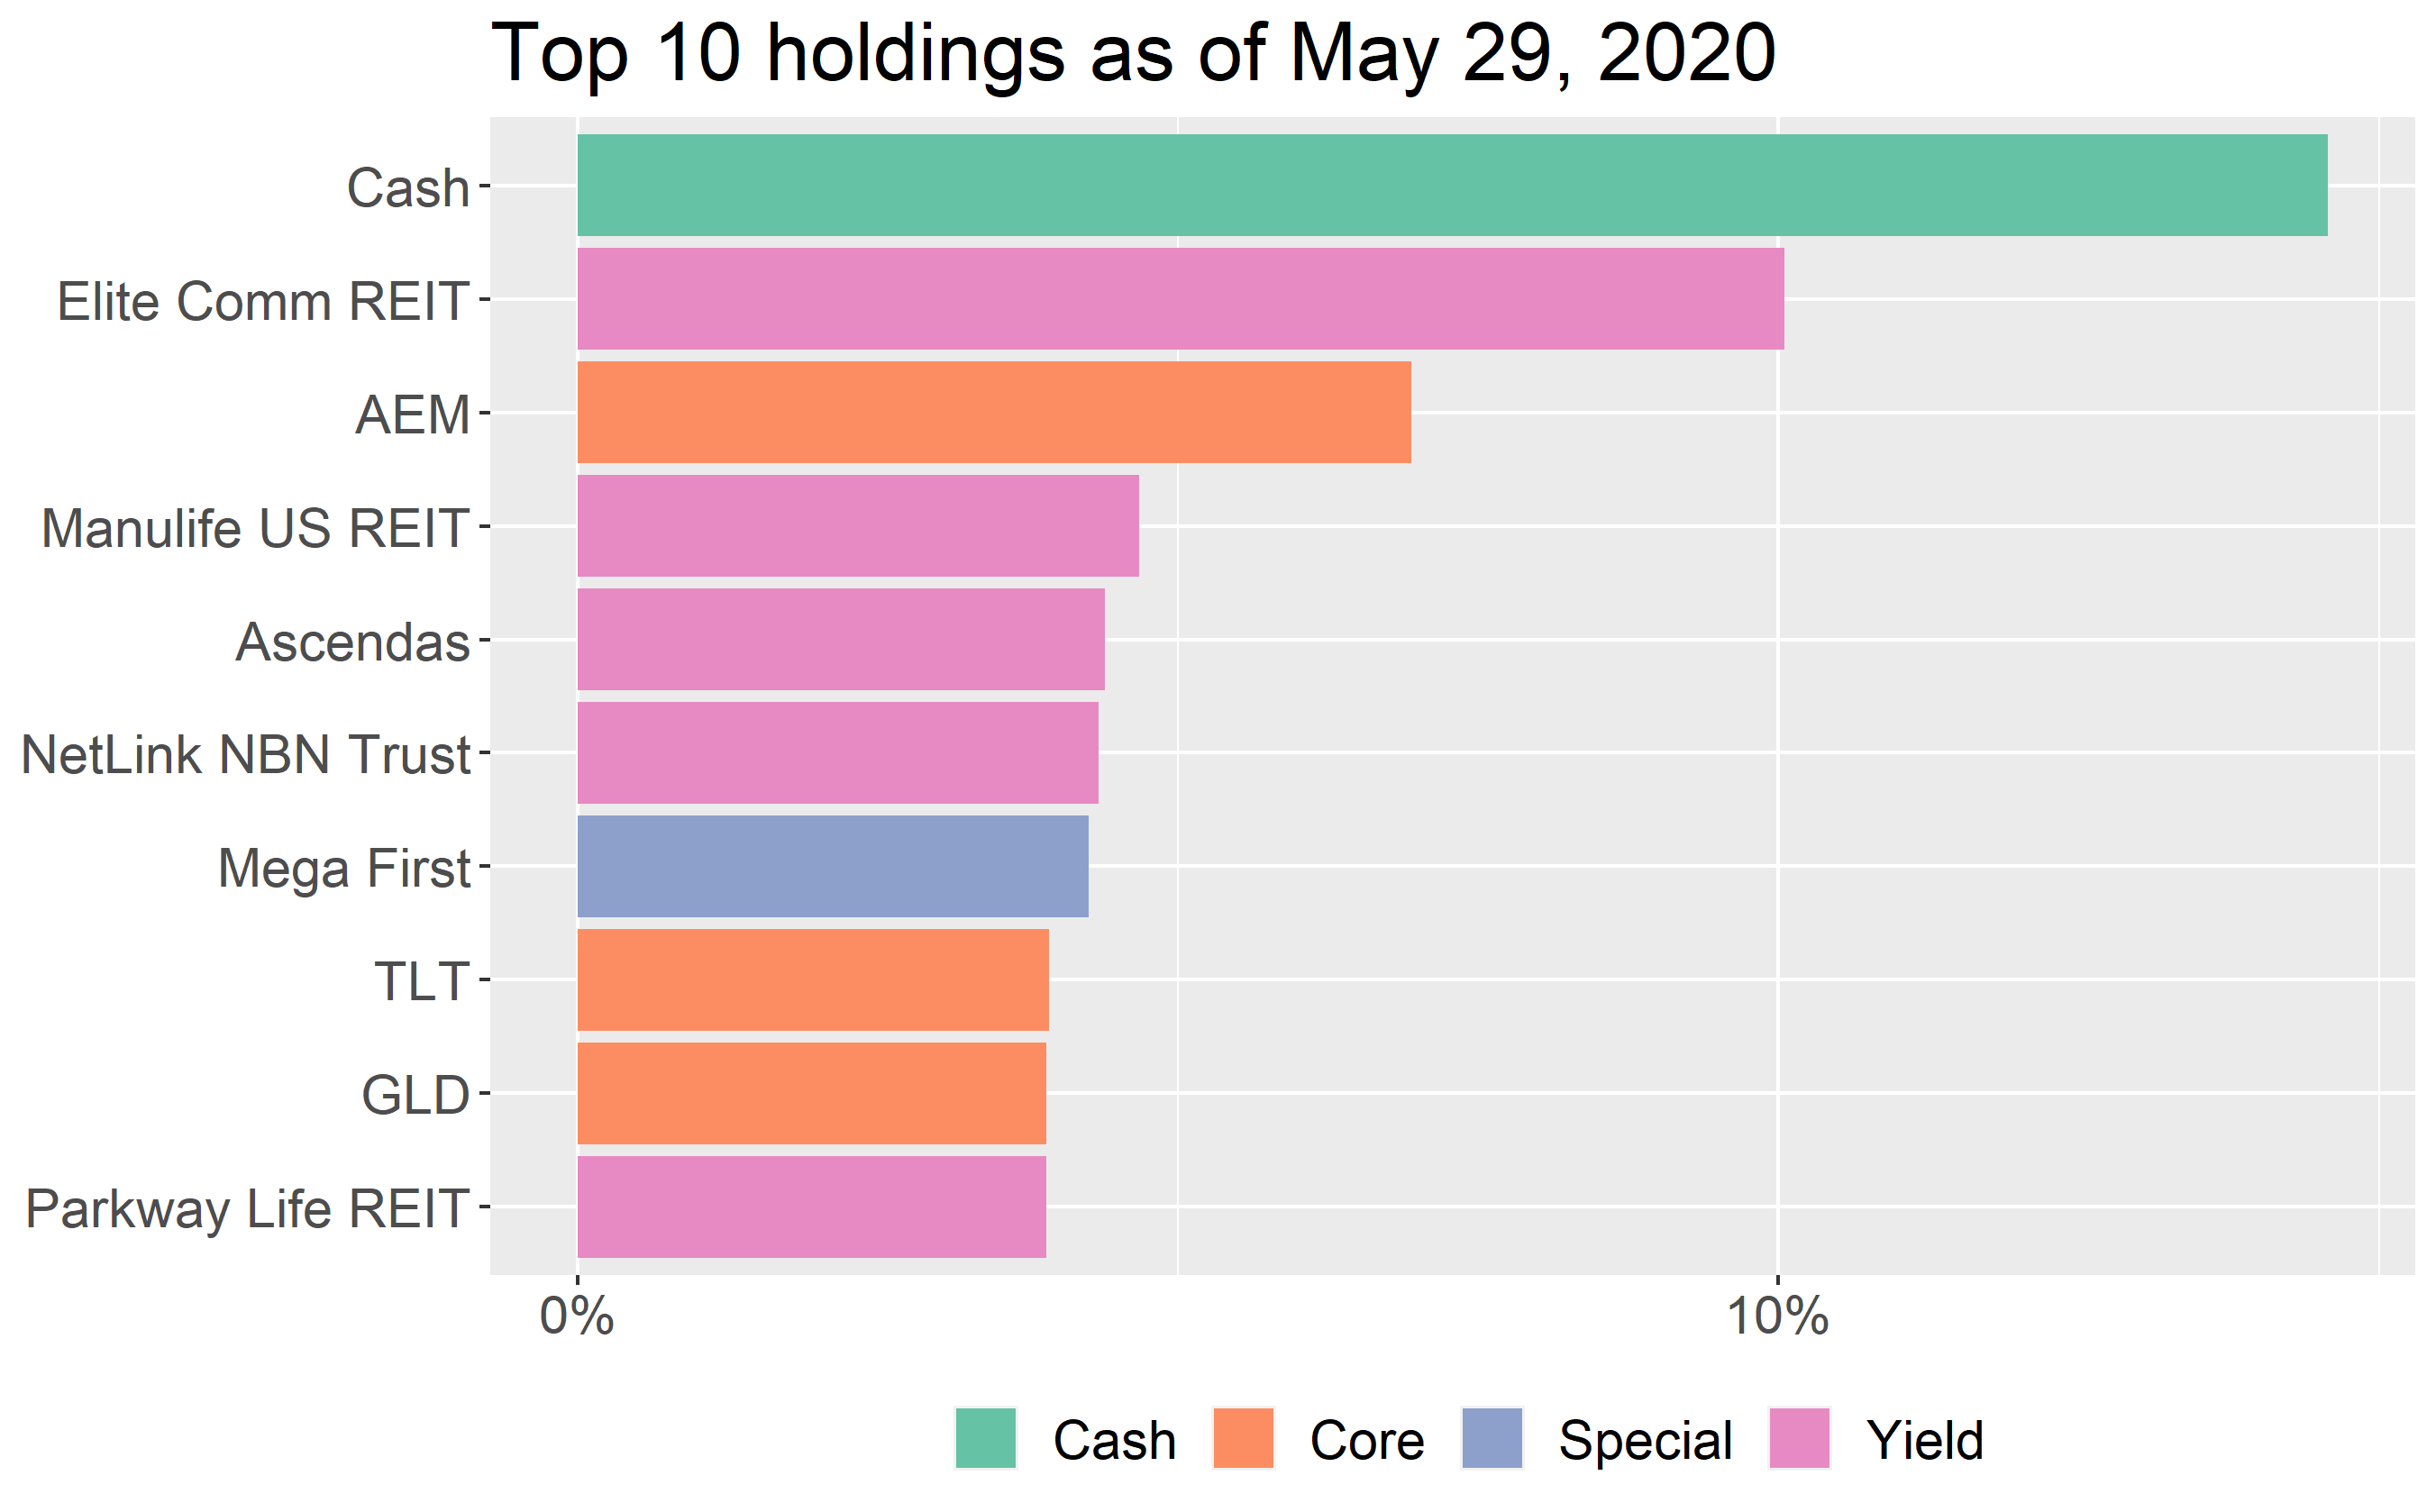 Top 10 holdings as of May 29, 2020
Cash
Elite Comm REIT
AEM
Manulife US REIT
Ascendas
NetLink NBN Trust
Mega First
TLT
GLD
Parkway Life REIT
0% 10%
Cash Core Special Yield